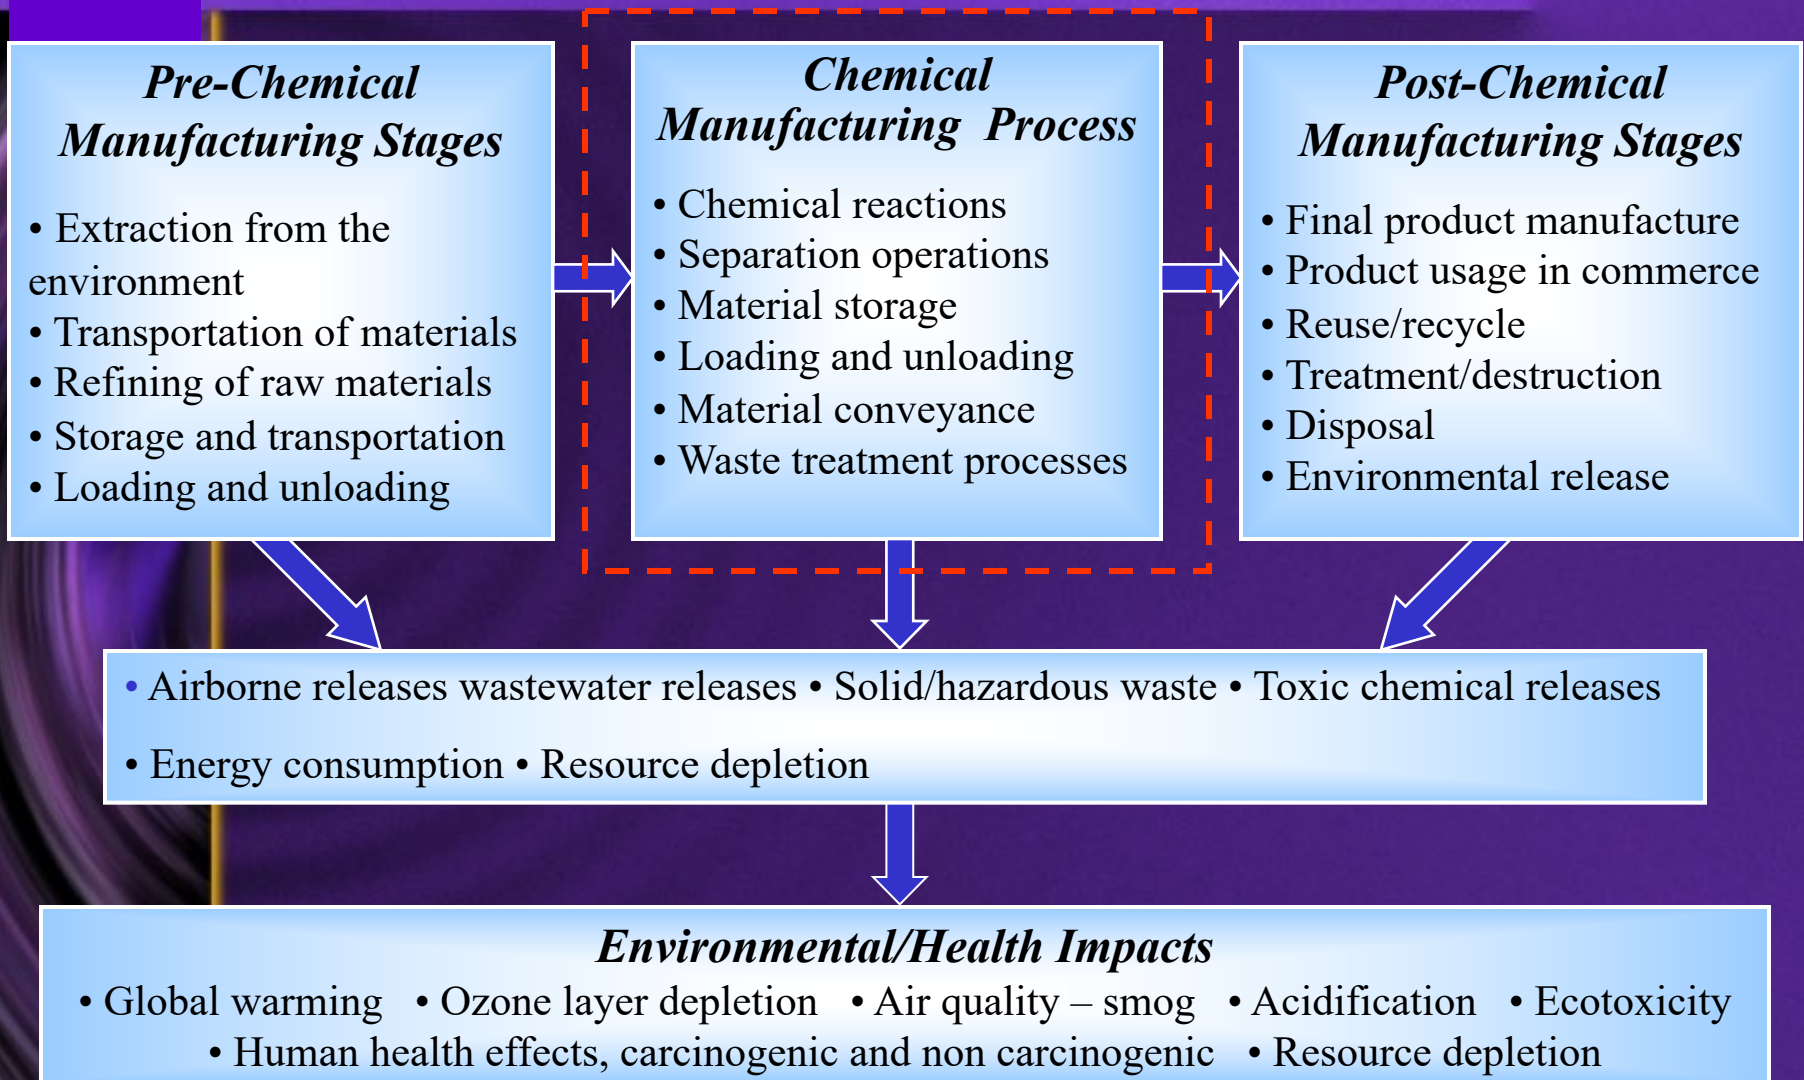 Pre-Chemical
Manufacturing Stages
• Extraction from the
environment
• Transportation of materials
• Refining of raw materials
• Storage and transportation
• Loading and unloading
Chemical
Manufacturing Process
• Chemical reactions
• Separation operations
• Material storage
• Loading and unloading
• Material conveyance
• Waste treatment processes
Post-Chemical
Manufacturing Stages
• Final product manufacture
• Product usage in commerce
• Reuse/recycle
• Treatment/destruction
• Disposal
• Environmental release
• Airborne releases wastewater releases • Solid/hazardous waste • Toxic chemical releases
• Energy consumption • Resource depletion
Environmental/Health Impacts
• Global warming • Ozone layer depletion • Air quality – smog • Acidification • Ecotoxicity
• Human health effects, carcinogenic and non carcinogenic • Resource depletion